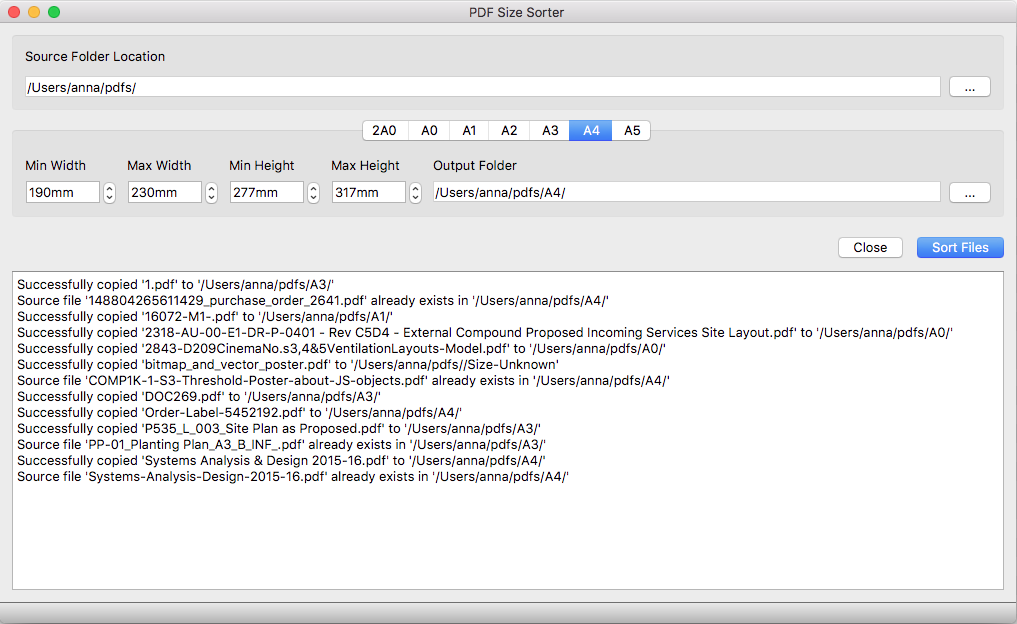 PDF Size Sorter
Source Folder Location
/Users/anna/pdfs/
...
2A0 A0 A1 A2 A3 A4 A5
Min Width Max Width Min Height Max Height Output Folder
190mm 230mm 277mm 317mm /Users/anna/pdfs/A4/ ...
Close Sort Files
Successfully copied '1.pdf' to '/Users/anna/pdfs/A3/'
Source file '148804265611429_purchase_order_2641.pdf' already exists in '/Users/anna/pdfs/A4/'
Successfully copied '16072-M1-.pdf' to '/Users/anna/pdfs/A1/'
Successfully copied '2318-AU-00-E1-DR-P-0401 - Rev C5D4 - External Compound Proposed Incoming Services Site Layout.pdf' to '/Users/anna/pdfs/A0/'
Successfully copied '2843-D209CinemaNo.s3,4&5VentilationLayouts-Model.pdf' to '/Users/anna/pdfs/A0/'
Successfully copied 'bitmap_and_vector_poster.pdf' to '/Users/anna/pdfs//Size-Unknown'
Source file 'COMP1K-1-S3-Threshold-Poster-about-JS-objects.pdf' already exists in '/Users/anna/pdfs/A4/'
Successfully copied 'DOC269.pdf' to '/Users/anna/pdfs/A3/'
Successfully copied 'Order-Label-5452192.pdf' to '/Users/anna/pdfs/A4/'
Successfully copied 'P535_L_003_Site Plan as Proposed.pdf' to '/Users/anna/pdfs/A3/'
Source file 'PP-01_Planting Plan_A3_B_INF_.pdf' already exists in '/Users/anna/pdfs/A3/'
Successfully copied 'Systems Analysis & Design 2015-16.pdf' to '/Users/anna/pdfs/A4/'
Source file 'Systems-Analysis-Design-2015-16.pdf' already exists in '/Users/anna/pdfs/A4/'